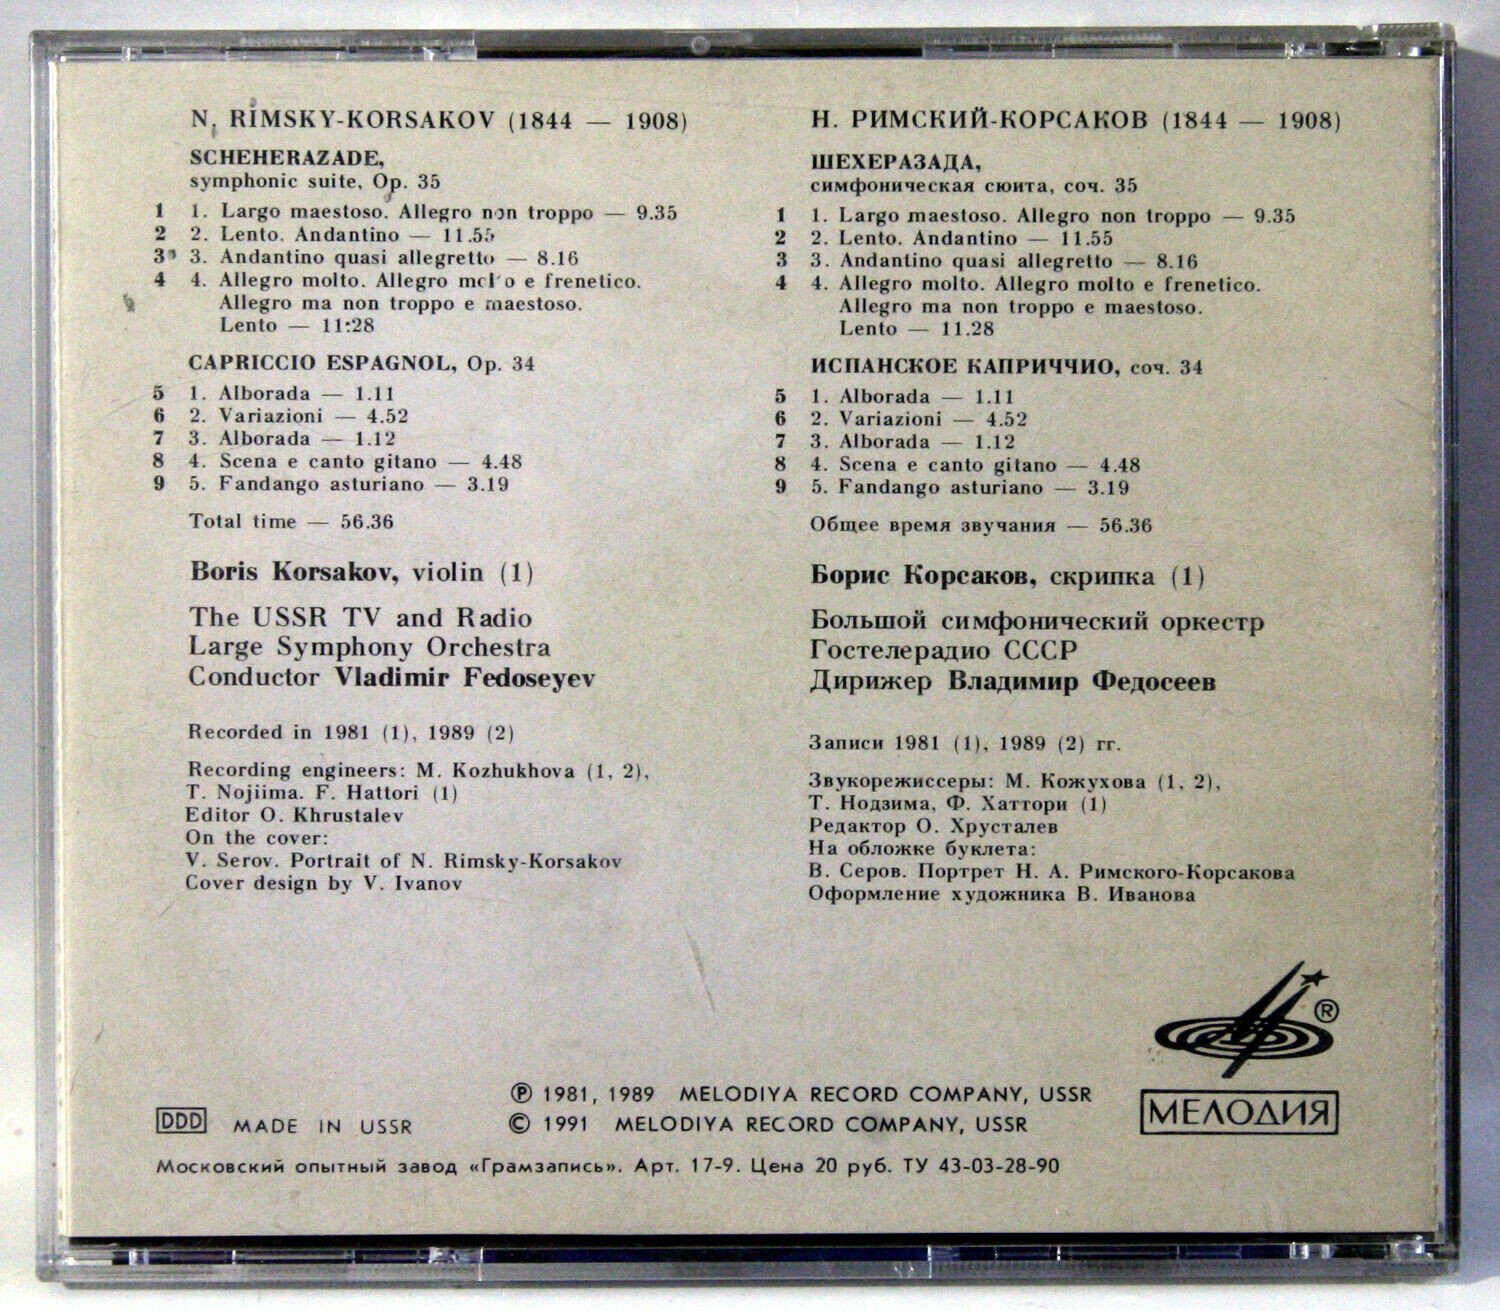 N. RIMSKY-KORSAKOV (1844 — 1908)
SCHEHERAZADE,
symphonic suite, Op. 35
1 1. Largo maestoso. Allegro non troppo — 9.35
2 2. Lento. Andantino — 11.55
3 3. Andantino quasi allegretto — 8.16
4 4. Allegro molto. Allegro molto e frenetico.
Allegro ma non troppo e maestoso.
Lento — 11:28
CAPRICCIO ESPAGNOL, Op. 34
5 1. Alborada — 1.11
6 2. Variazioni — 4.52
7 3. Alborada — 1.12
8 4. Scena e canto gitano — 4.48
9 5. Fandango asturiano — 3.19
Total time — 56.36
Boris Korsakov, violin (1)
The USSR TV and Radio
Large Symphony Orchestra
Conductor Vladimir Fedoseyev
Recorded in 1981 (1), 1989 (2)
Recording engineers: M. Kozhukhova (1, 2),
T. Nojiima. F. Hattori (1)
Editor O. Khrustalev
On the cover:
V. Serov. Portrait of N. Rimsky-Korsakov
Cover design by V. Ivanov
Н. РИМСКИЙ-КОРСАКОВ (1844 — 1908)
ШЕХЕРАЗАДА,
симфоническая сюита, соч. 35
1 1. Largo maestoso. Allegro non troppo — 9.35
2 2. Lento. Andantino — 11.55
3 3. Andantino quasi allegretto — 8.16
4 4. Allegro molto. Allegro molto e frenetico.
Allegro ma non troppo e maestoso.
Lento — 11.28
ИСПАНСКОЕ КАПРИЧЧИО, соч. 34
5 1. Alborada — 1.11
6 2. Variazioni — 4.52
7 3. Alborada — 1.12
8 4. Scena e canto gitano — 4.48
9 5. Fandango asturiano — 3.19
Общее время звучания — 56.36
Борис Корсаков, скрипка (1)
Большой симфонический оркестр
Гостелерадио СССР
Дирижер Владимир Федосеев
Записи 1981 (1), 1989 (2) гг.
Звукорежиссеры: М. Кожухова (1, 2),
Т. Нодзима, Ф. Хаттори (1)
Редактор О. Хрусталев
На обложке буклета:
В. Серов. Портрет Н. А. Римского-Корсакова
Оформление художника В. Иванова
®
МЕЛОДИЯ
℗ 1981, 1989 MELODIYA RECORD COMPANY, USSR
DDD MADE IN USSR © 1991 MELODIYA RECORD COMPANY, USSR
Московский опытный завод «Грамзапись». Арт. 17-9. Цена 20 руб. ТУ 43-03-28-90